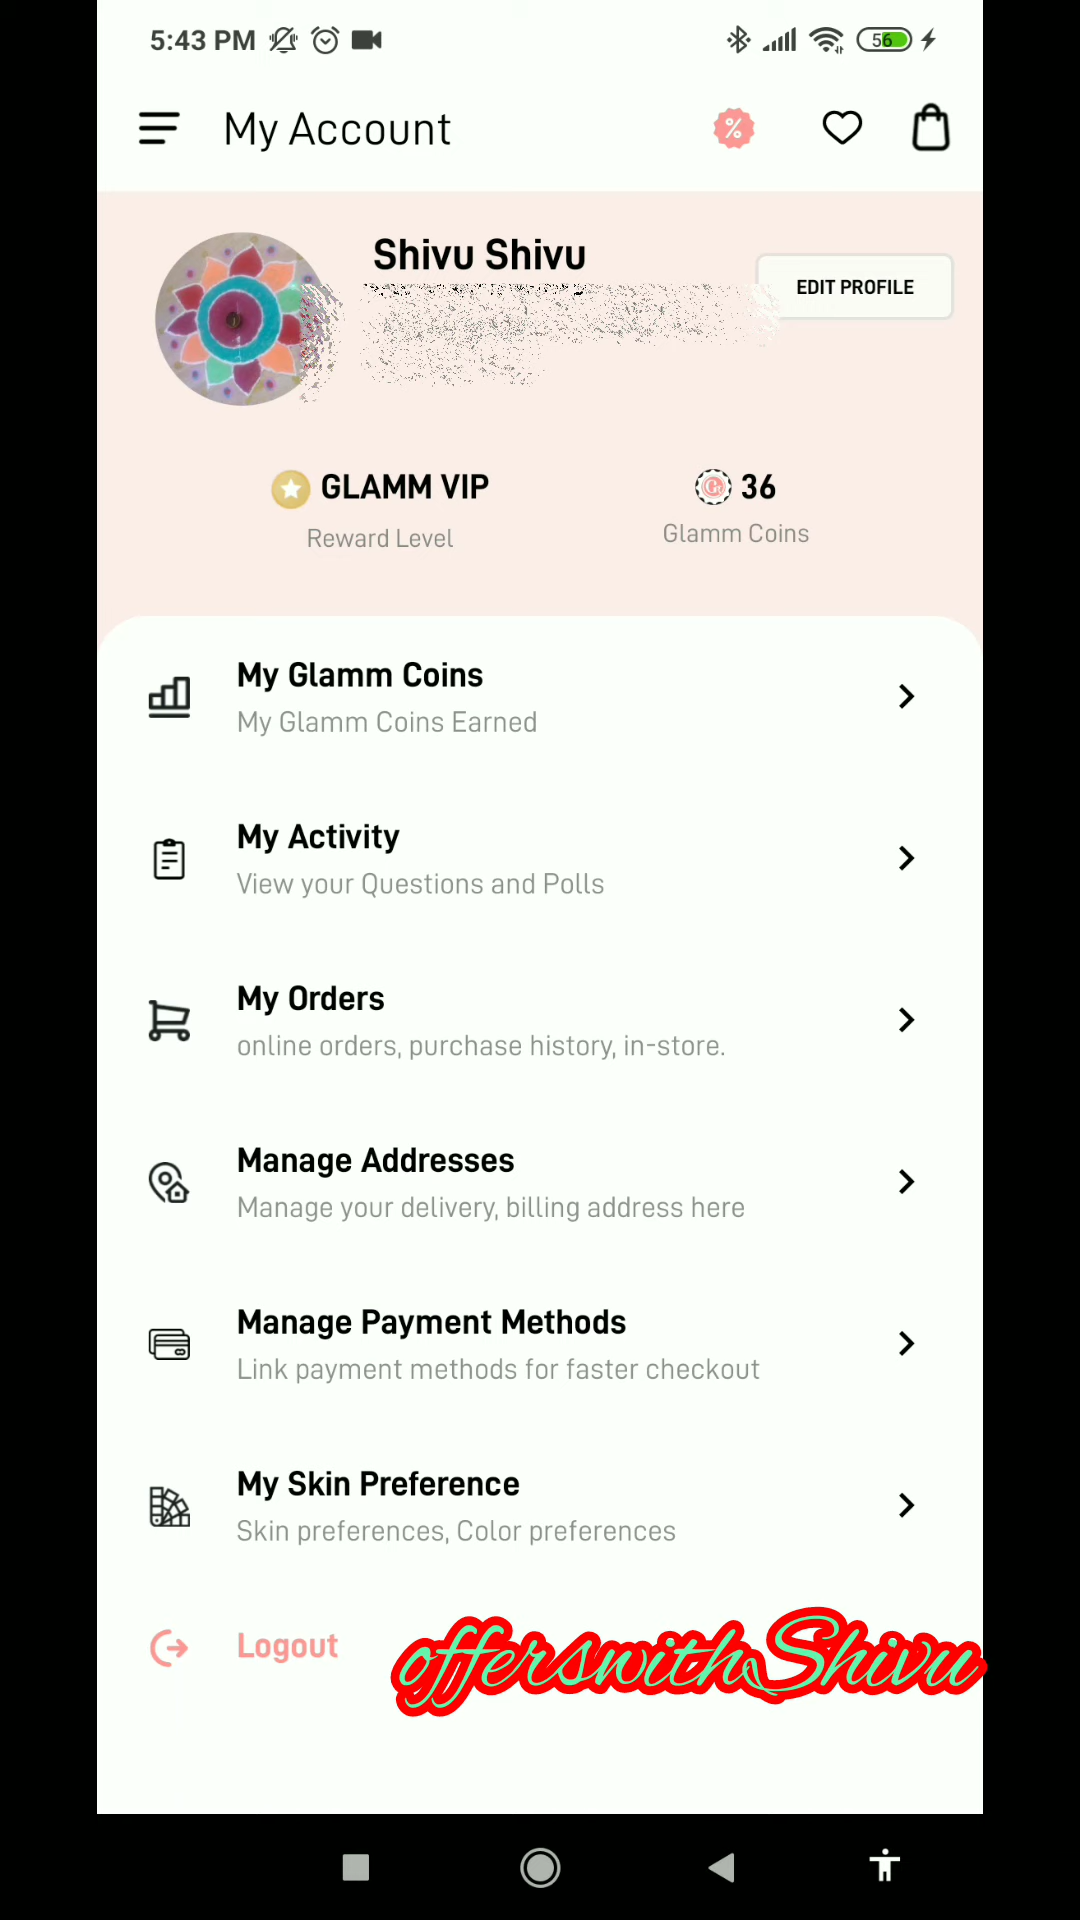 5:43 PM
56
My Account
%
Shivu Shivu
EDIT PROFILE
GLAMM VIP
Reward Level
G 36
Glamm Coins
My Glamm Coins
My Glamm Coins Earned
My Activity
View your Questions and Polls
My Orders
online orders, purchase history, in-store.
Manage Addresses
Manage your delivery, billing address here
Manage Payment Methods
Link payment methods for faster checkout
My Skin Preference
Skin preferences, Color preferences
Logout
offerswithShivu